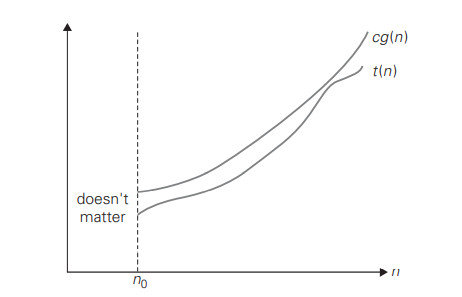 cg(n)
t(n)
doesn't
matter
n₀
n